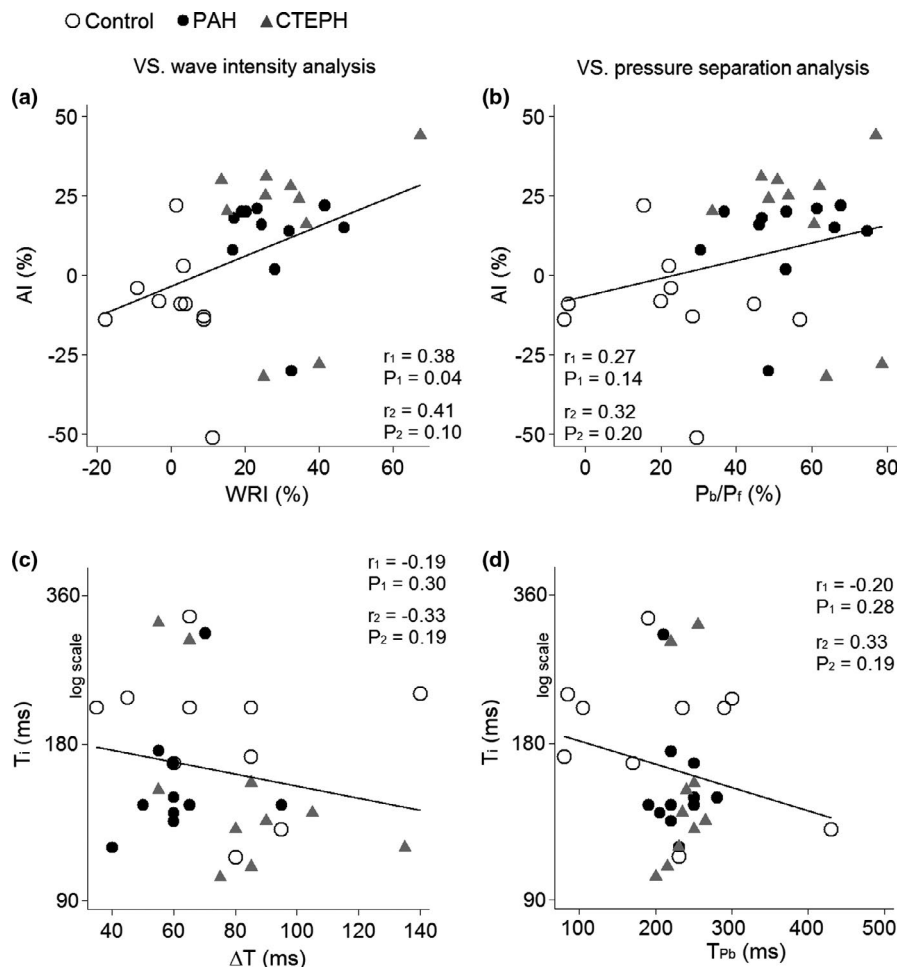 Control PAH CTEPH
VS. wave intensity analysis
VS. pressure separation analysis
(a)
50
25
0
-25
-50
AI (%)
r1 = 0.38
P1 = 0.04
r2 = 0.41
P2 = 0.10
-20 0 20 40 60
WRI (%)
(b)
50
25
0
-25
-50
AI (%)
r1 = 0.27
P1 = 0.14
r2 = 0.32
P2 = 0.20
0 20 40 60 80
Pb/Pf (%)
(c)
360
180
90
log scale
Ti (ms)
r1 = -0.19
P1 = 0.30
r2 = -0.33
P2 = 0.19
40 60 80 100 120 140
ΔT (ms)
(d)
360
180
90
log scale
Ti (ms)
r1 = -0.20
P1 = 0.28
r2 = 0.33
P2 = 0.19
100 200 300 400 500
TPb (ms)